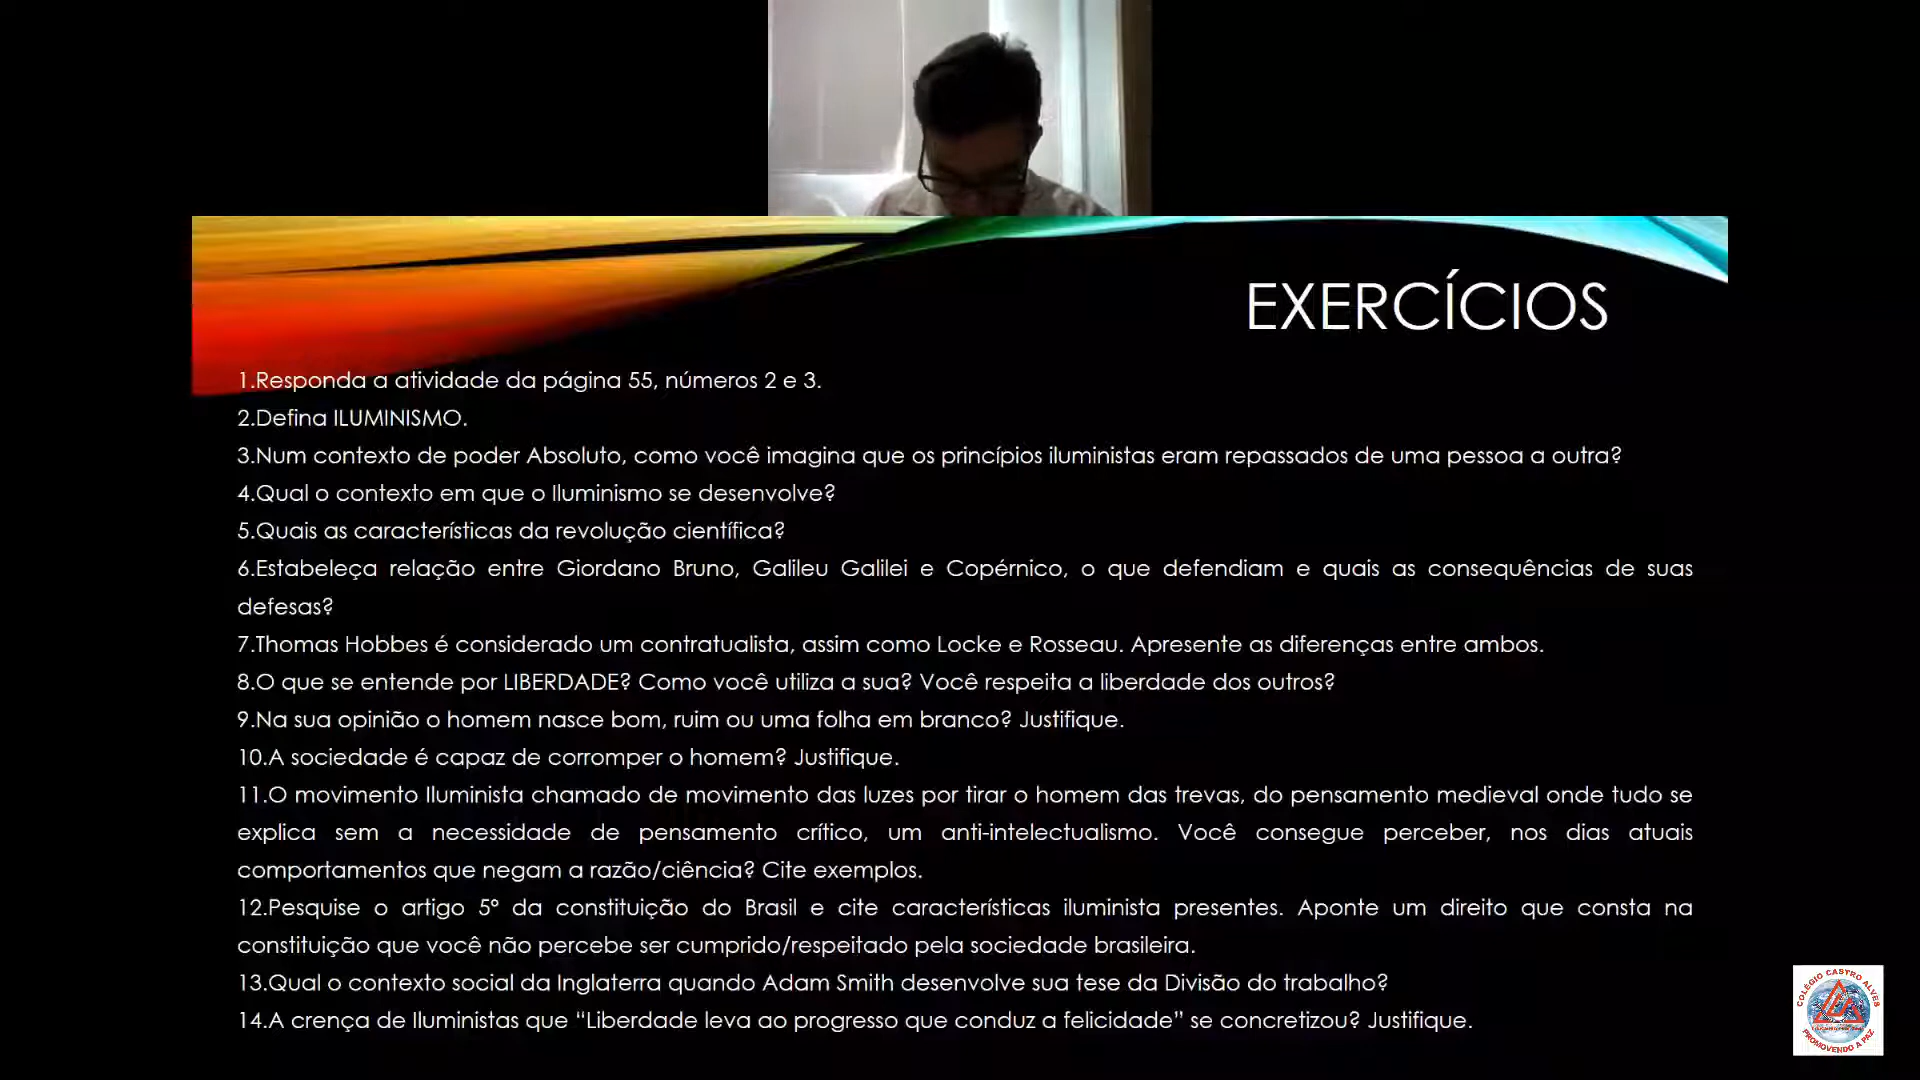 EXERCÍCIOS
1.Responda a atividade da página 55, números 2 e 3.
2.Defina ILUMINISMO.
3.Num contexto de poder Absoluto, como você imagina que os princípios iluministas eram repassados de uma pessoa a outra?
4.Qual o contexto em que o Iluminismo se desenvolve?
5.Quais as características da revolução científica?
6.Estabeleça relação entre Giordano Bruno, Galileu Galilei e Copérnico, o que defendiam e quais as consequências de suas
defesas?
7.Thomas Hobbes é considerado um contratualista, assim como Locke e Rosseau. Apresente as diferenças entre ambos.
8.O que se entende por LIBERDADE? Como você utiliza a sua? Você respeita a liberdade dos outros?
9.Na sua opinião o homem nasce bom, ruim ou uma folha em branco? Justifique.
10.A sociedade é capaz de corromper o homem? Justifique.
11.O movimento Iluminista chamado de movimento das luzes por tirar o homem das trevas, do pensamento medieval onde tudo se
explica sem a necessidade de pensamento crítico, um anti-intelectualismo. Você consegue perceber, nos dias atuais
comportamentos que negam a razão/ciência? Cite exemplos.
12.Pesquise o artigo 5º da constituição do Brasil e cite características iluminista presentes. Aponte um direito que consta na
constituição que você não percebe ser cumprido/respeitado pela sociedade brasileira.
13.Qual o contexto social da Inglaterra quando Adam Smith desenvolve sua tese da Divisão do trabalho?
14.A crença de Iluministas que “Liberdade leva ao progresso que conduz a felicidade” se concretizou? Justifique.
COLÉGIO CASTRO ALVES
PROMOVENDO A PAZ